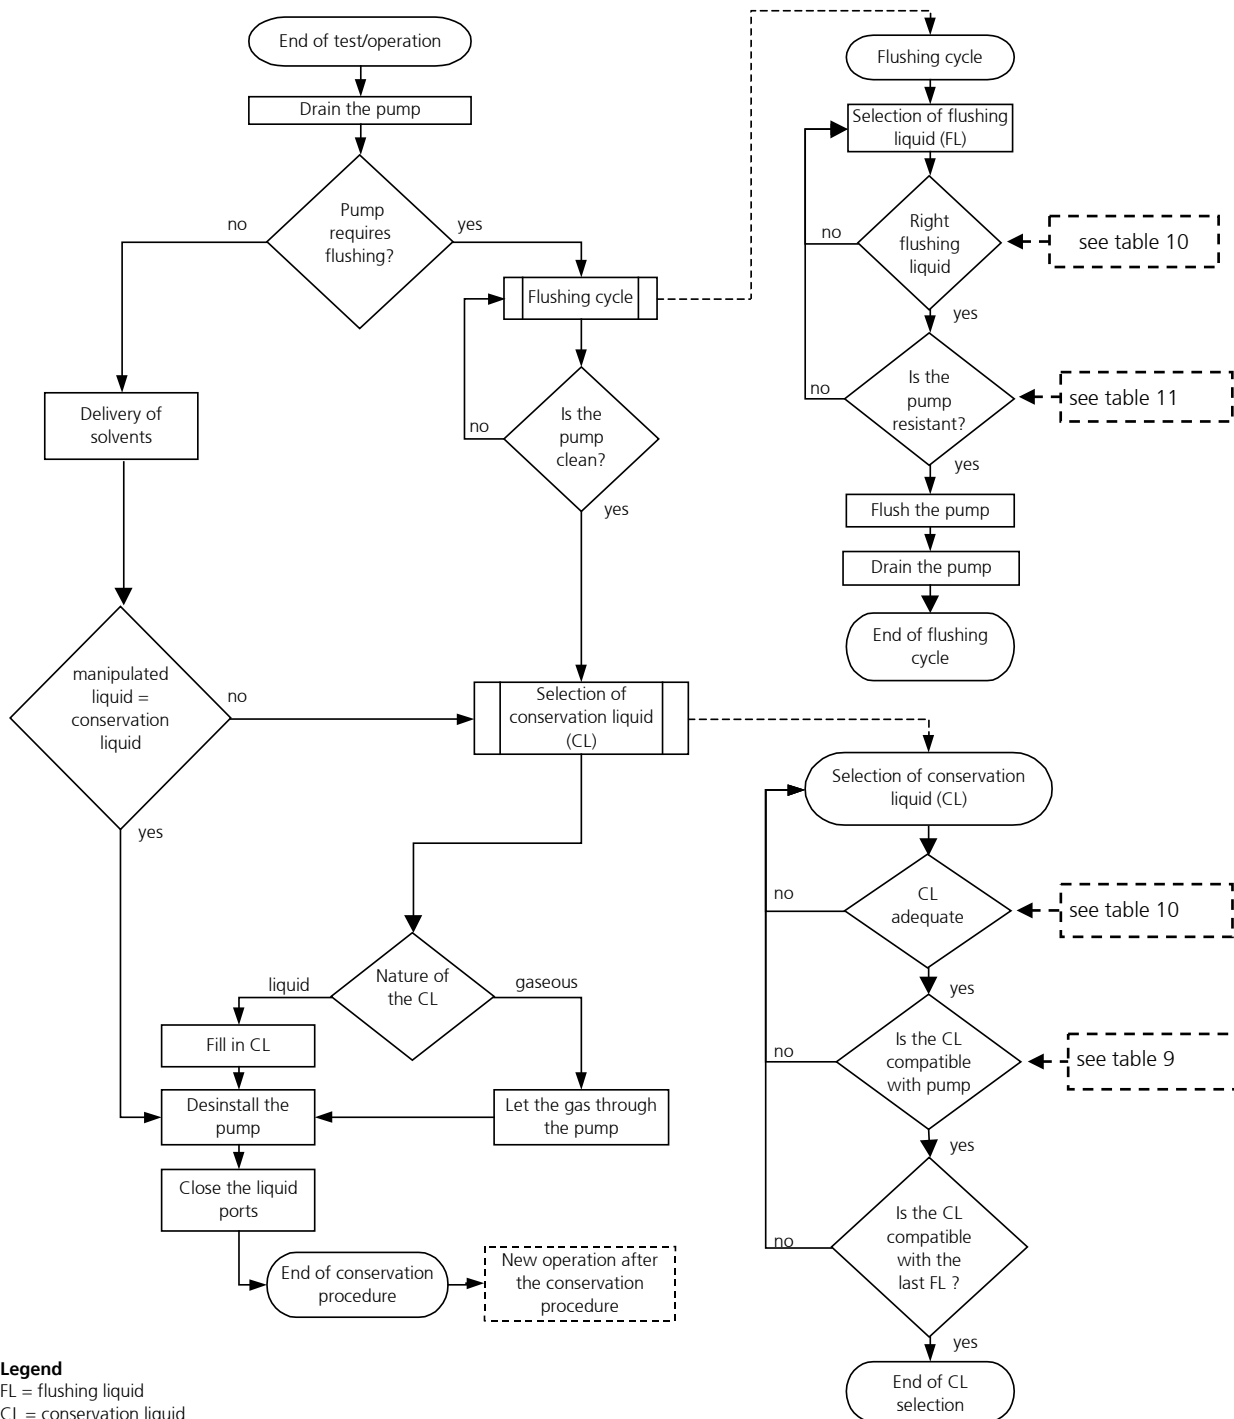 End of test/operation
Drain the pump
Pump
requires
flushing?
no
yes
Flushing cycle
Is the
pump
clean?
no
yes
Delivery of
solvents
manipulated
liquid =
conservation
liquid
no
yes
Selection of
conservation liquid
(CL)
Nature of
the CL
liquid
gaseous
Fill in CL
Desinstall the
pump
Let the gas through
the pump
Close the liquid
ports
End of conservation
procedure
New operation after
the conservation
procedure
Flushing cycle
Selection of flushing
liquid (FL)
Right
flushing
liquid
no
see table 10
yes
Is the
pump
resistant?
no
see table 11
yes
Flush the pump
Drain the pump
End of flushing
cycle
Selection of conservation
liquid (CL)
CL
adequate
no
see table 10
yes
Is the CL
compatible
with pump
no
see table 9
yes
Is the CL
compatible
with the
last FL ?
no
yes
End of CL
selection
Legend
FL = flushing liquid
CL = conservation liquid